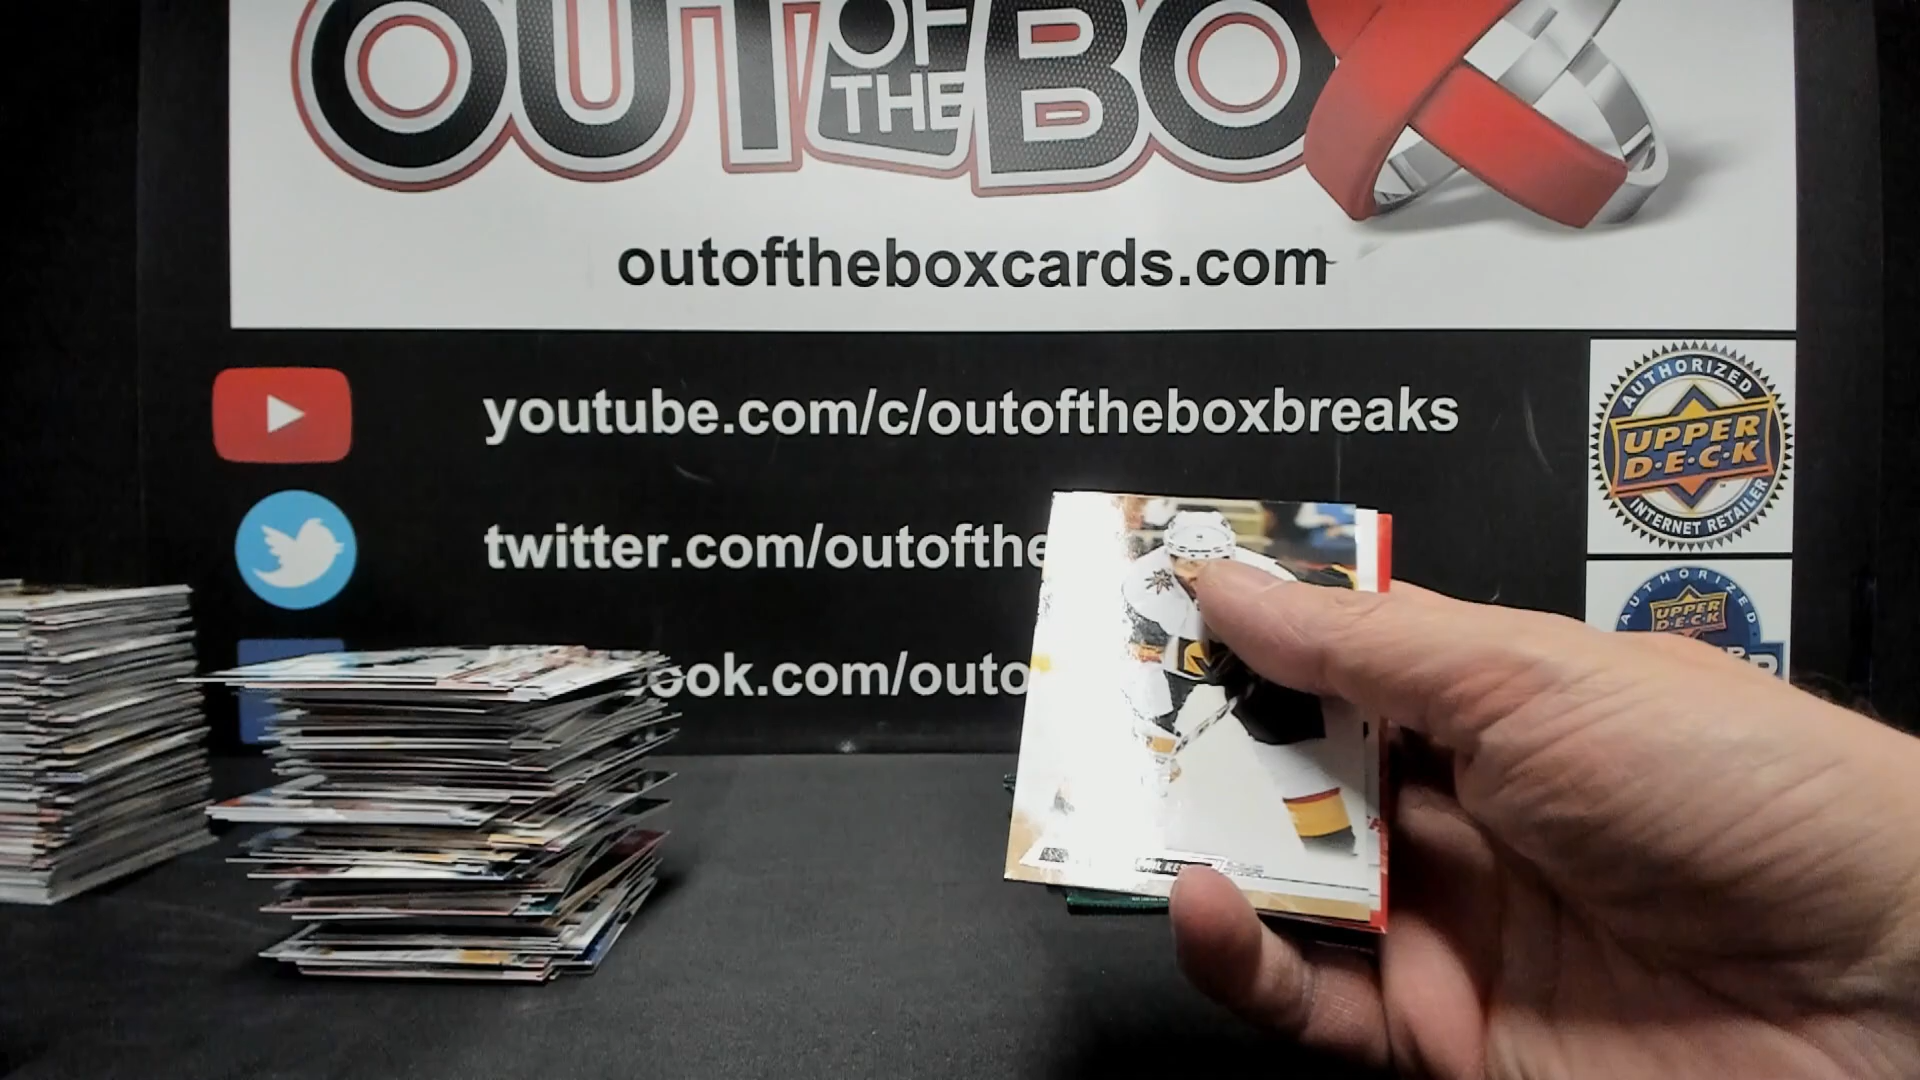 OUT OF THE BOX
outoftheboxcards.com
youtube.com/c/outoftheboxbreaks
twitter.com/outofthe
ook.com/outo
AUTHORIZED
UPPER
D·E·C·K
INTERNET RETAILER
AUTHORIZED
UPPER
D·E·C·K